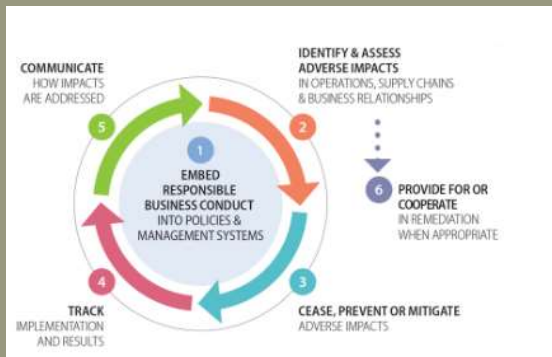 1
EMBED
RESPONSIBLE
BUSINESS CONDUCT
INTO POLICIES &
MANAGEMENT SYSTEMS
2
IDENTIFY & ASSESS
ADVERSE IMPACTS
IN OPERATIONS, SUPPLY CHAINS
& BUSINESS RELATIONSHIPS
3
CEASE, PREVENT OR MITIGATE
ADVERSE IMPACTS
4
TRACK
IMPLEMENTATION
AND RESULTS
5
COMMUNICATE
HOW IMPACTS
ARE ADDRESSED
6
PROVIDE FOR OR
COOPERATE
IN REMEDIATION
WHEN APPROPRIATE